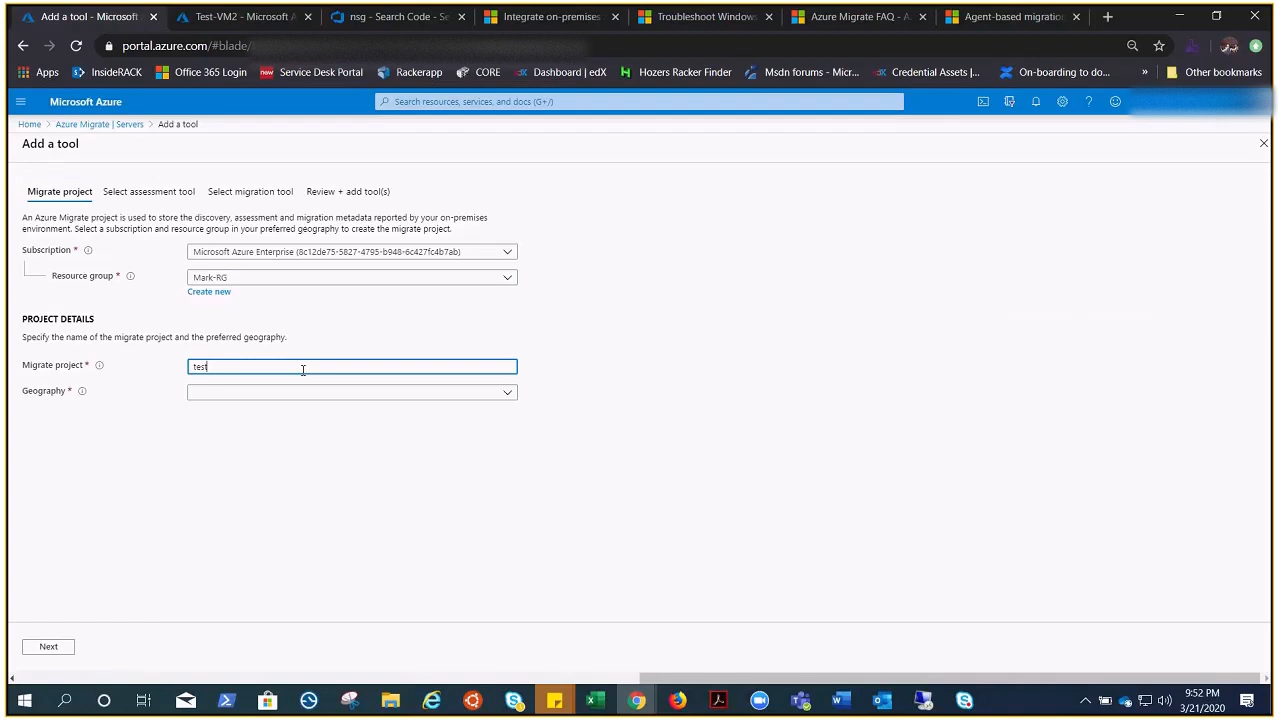 Add a tool - Microsoft
Test-VM2 - Microsoft A
nsg - Search Code - Se
Integrate on-premises
Troubleshoot Windows
Azure Migrate FAQ - A
Agent-based migration
portal.azure.com/#blade/
Apps
InsideRACK
Office 365 Login
new
Service Desk Portal
Rackerapp
CORE
Dashboard | edX
Hozers Racker Finder
Msdn forums - Micr...
Credential Assets |...
On-boarding to do...
»
Other bookmarks
Microsoft Azure
Search resources, services, and docs (G+/)
Home > Azure Migrate | Servers > Add a tool
Add a tool
Migrate project
Select assessment tool
Select migration tool
Review + add tool(s)
An Azure Migrate project is used to store the discovery, assessment and migration metadata reported by your on-premises
environment. Select a subscription and resource group in your preferred geography to create the migrate project.
Subscription *
Microsoft Azure Enterprise (8c12de75-5827-4795-b948-6c427fc4b7ab)
Resource group *
Mark-RG
Create new
PROJECT DETAILS
Specify the name of the migrate project and the preferred geography.
Migrate project *
test
Geography *
Next
9:52 PM
3/21/2020